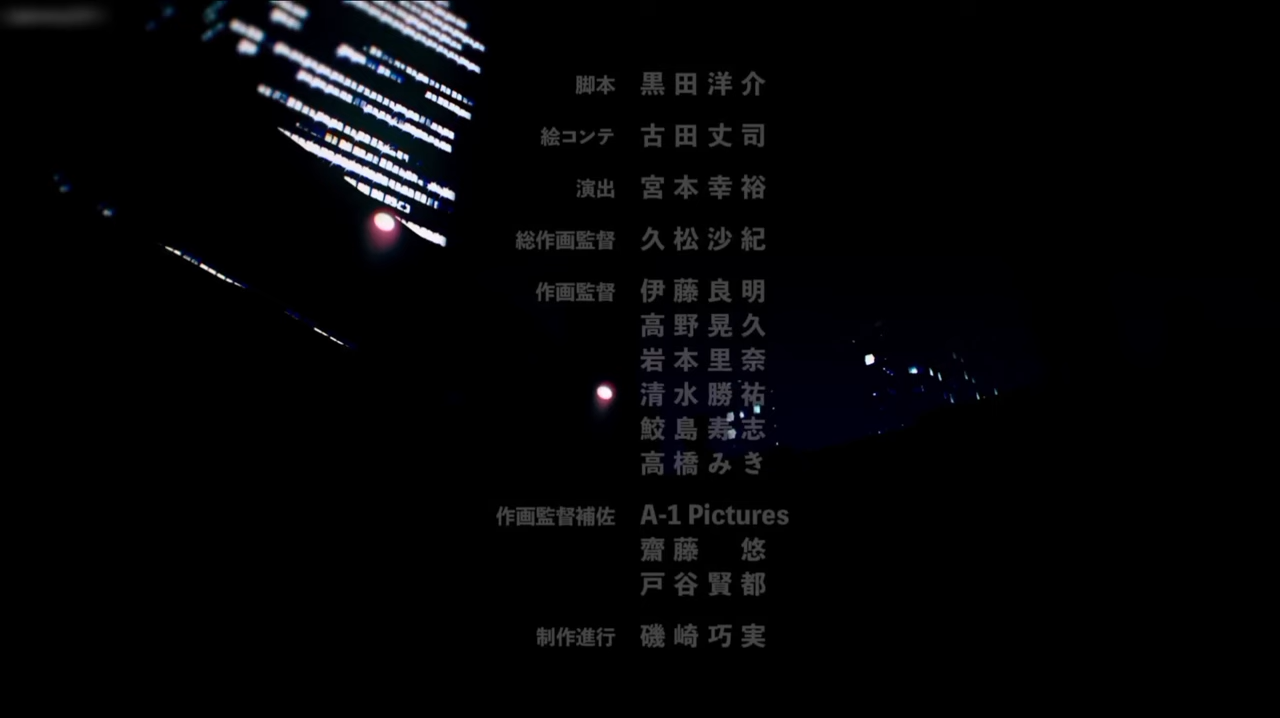 脚本 黒田洋介
絵コンテ 古田丈司
演出 宮本幸裕
総作画監督 久松沙紀
作画監督 伊藤良明
高野晃久
岩本里奈
清水勝祐
鮫島寿志
高橋みき
作画監督補佐 A-1 Pictures
齋藤 悠
戸谷賢都
制作進行 磯崎巧実